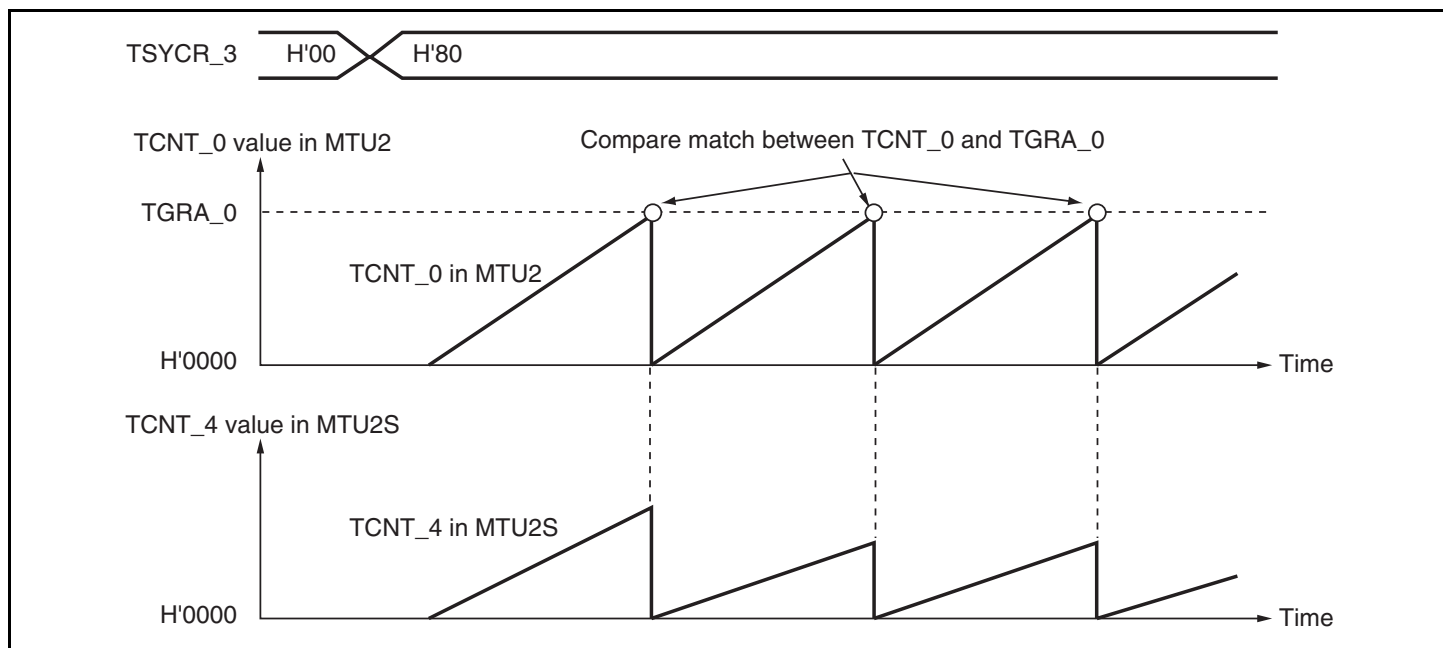 TSYCR_3 H'00 H'80
TCNT_0 value in MTU2
Compare match between TCNT_0 and TGRA_0
TGRA_0
TCNT_0 in MTU2
H'0000
Time
TCNT_4 value in MTU2S
TCNT_4 in MTU2S
H'0000
Time